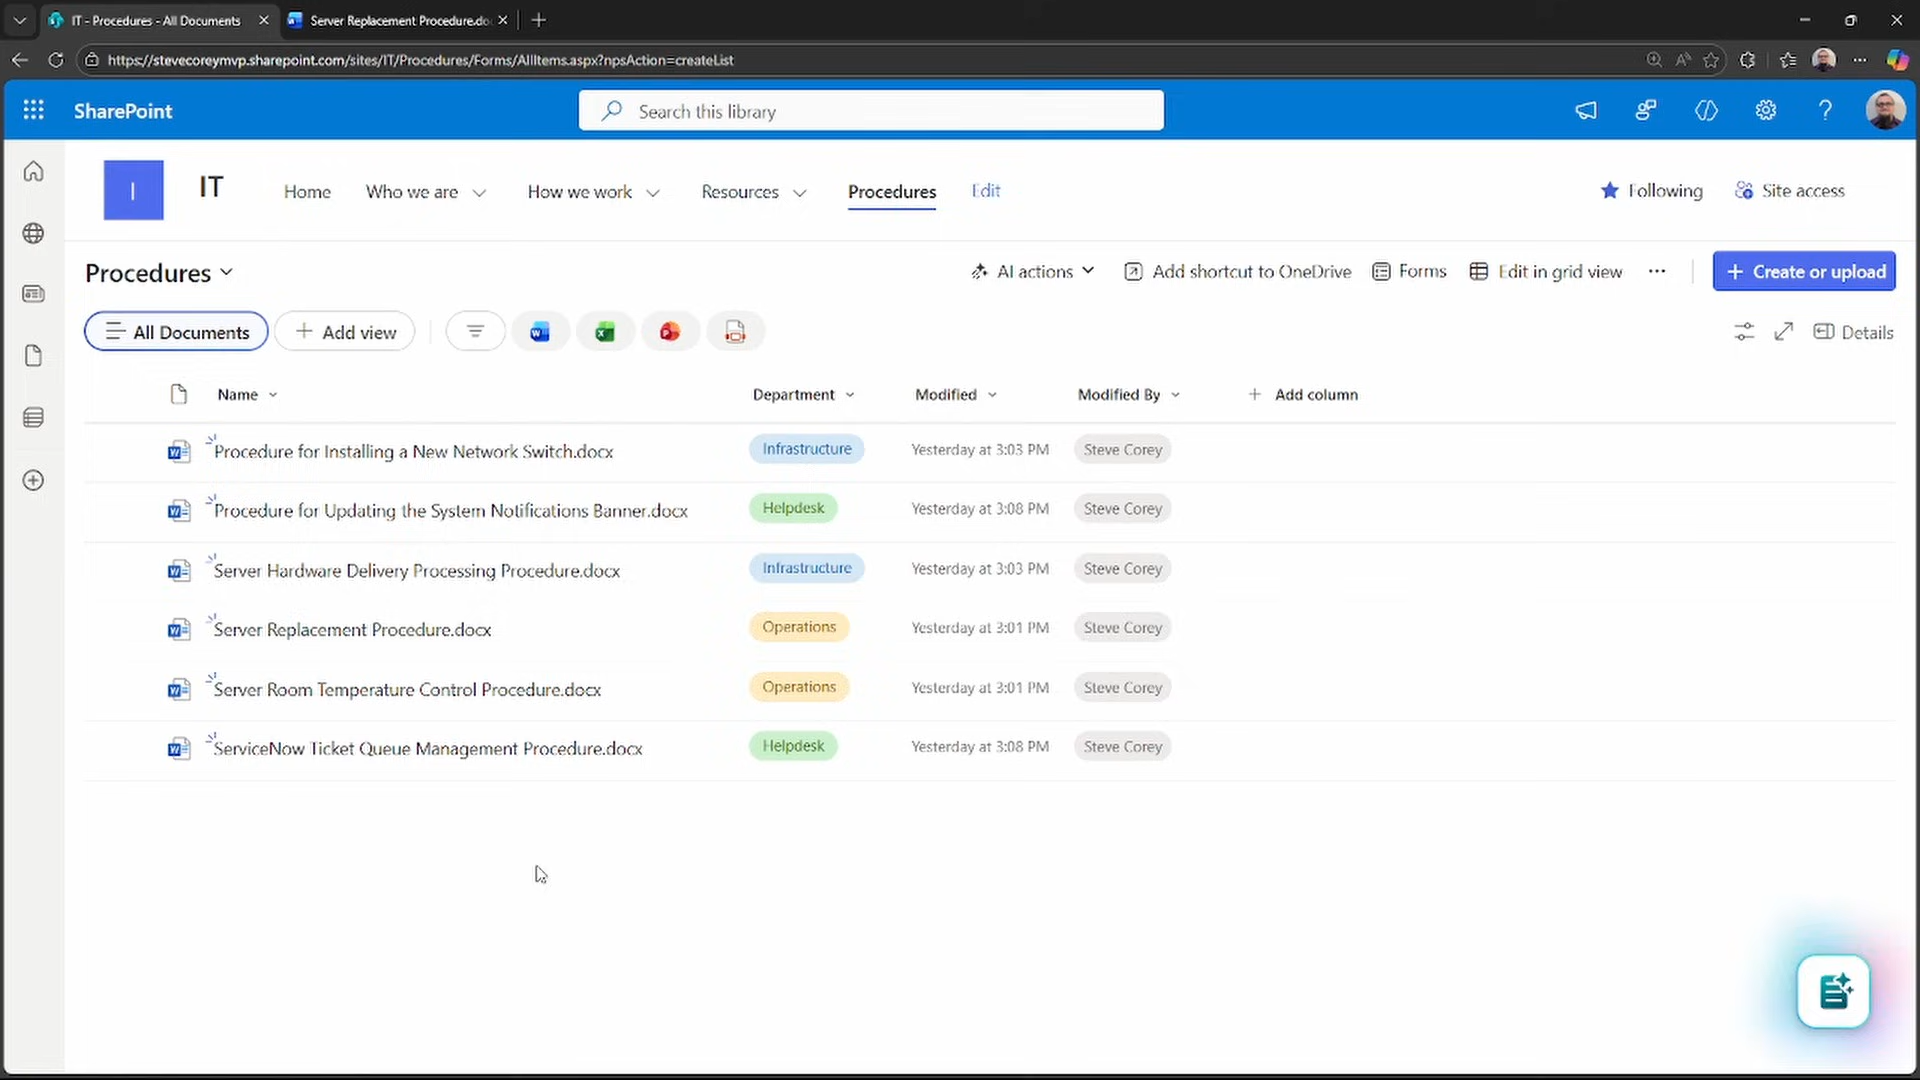 IT - Procedures - All Documents
Server Replacement Procedure.do
https://stevecoreymvp.sharepoint.com/sites/IT/Procedures/Forms/AllItems.aspx?npsAction=createList
SharePoint
Search this library
I
IT
Home
Who we are
How we work
Resources
Procedures
Edit
Following
Site access
Procedures
AI actions
Add shortcut to OneDrive
Forms
Edit in grid view
Create or upload
All Documents
Add view
Details
Name
Department
Modified
Modified By
Add column
Procedure for Installing a New Network Switch.docx
Infrastructure
Yesterday at 3:03 PM
Steve Corey
Procedure for Updating the System Notifications Banner.docx
Helpdesk
Yesterday at 3:08 PM
Steve Corey
Server Hardware Delivery Processing Procedure.docx
Infrastructure
Yesterday at 3:03 PM
Steve Corey
Server Replacement Procedure.docx
Operations
Yesterday at 3:01 PM
Steve Corey
Server Room Temperature Control Procedure.docx
Operations
Yesterday at 3:01 PM
Steve Corey
ServiceNow Ticket Queue Management Procedure.docx
Helpdesk
Yesterday at 3:08 PM
Steve Corey